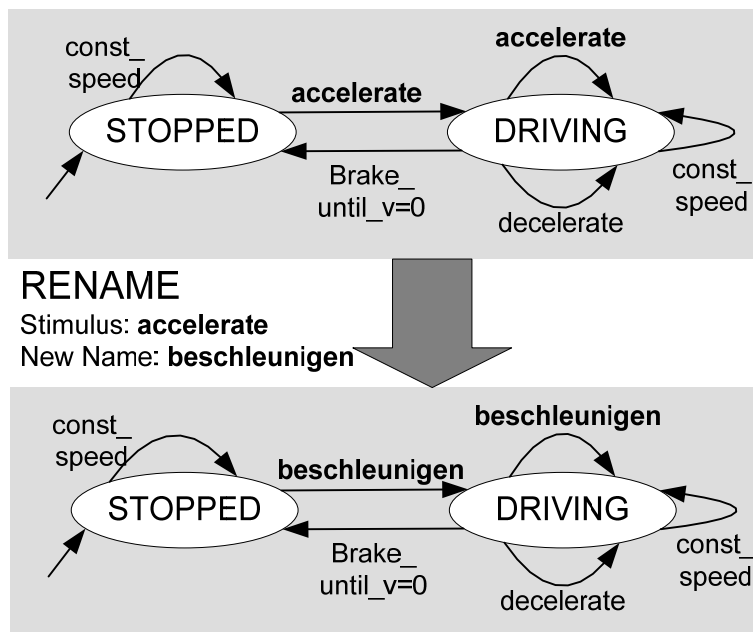 const_
speed
accelerate
accelerate
STOPPED
DRIVING
Brake_
until_v=0
const_
speed
decelerate
RENAME
Stimulus: accelerate
New Name: beschleunigen
const_
speed
beschleunigen
beschleunigen
STOPPED
DRIVING
Brake_
until_v=0
const_
speed
decelerate